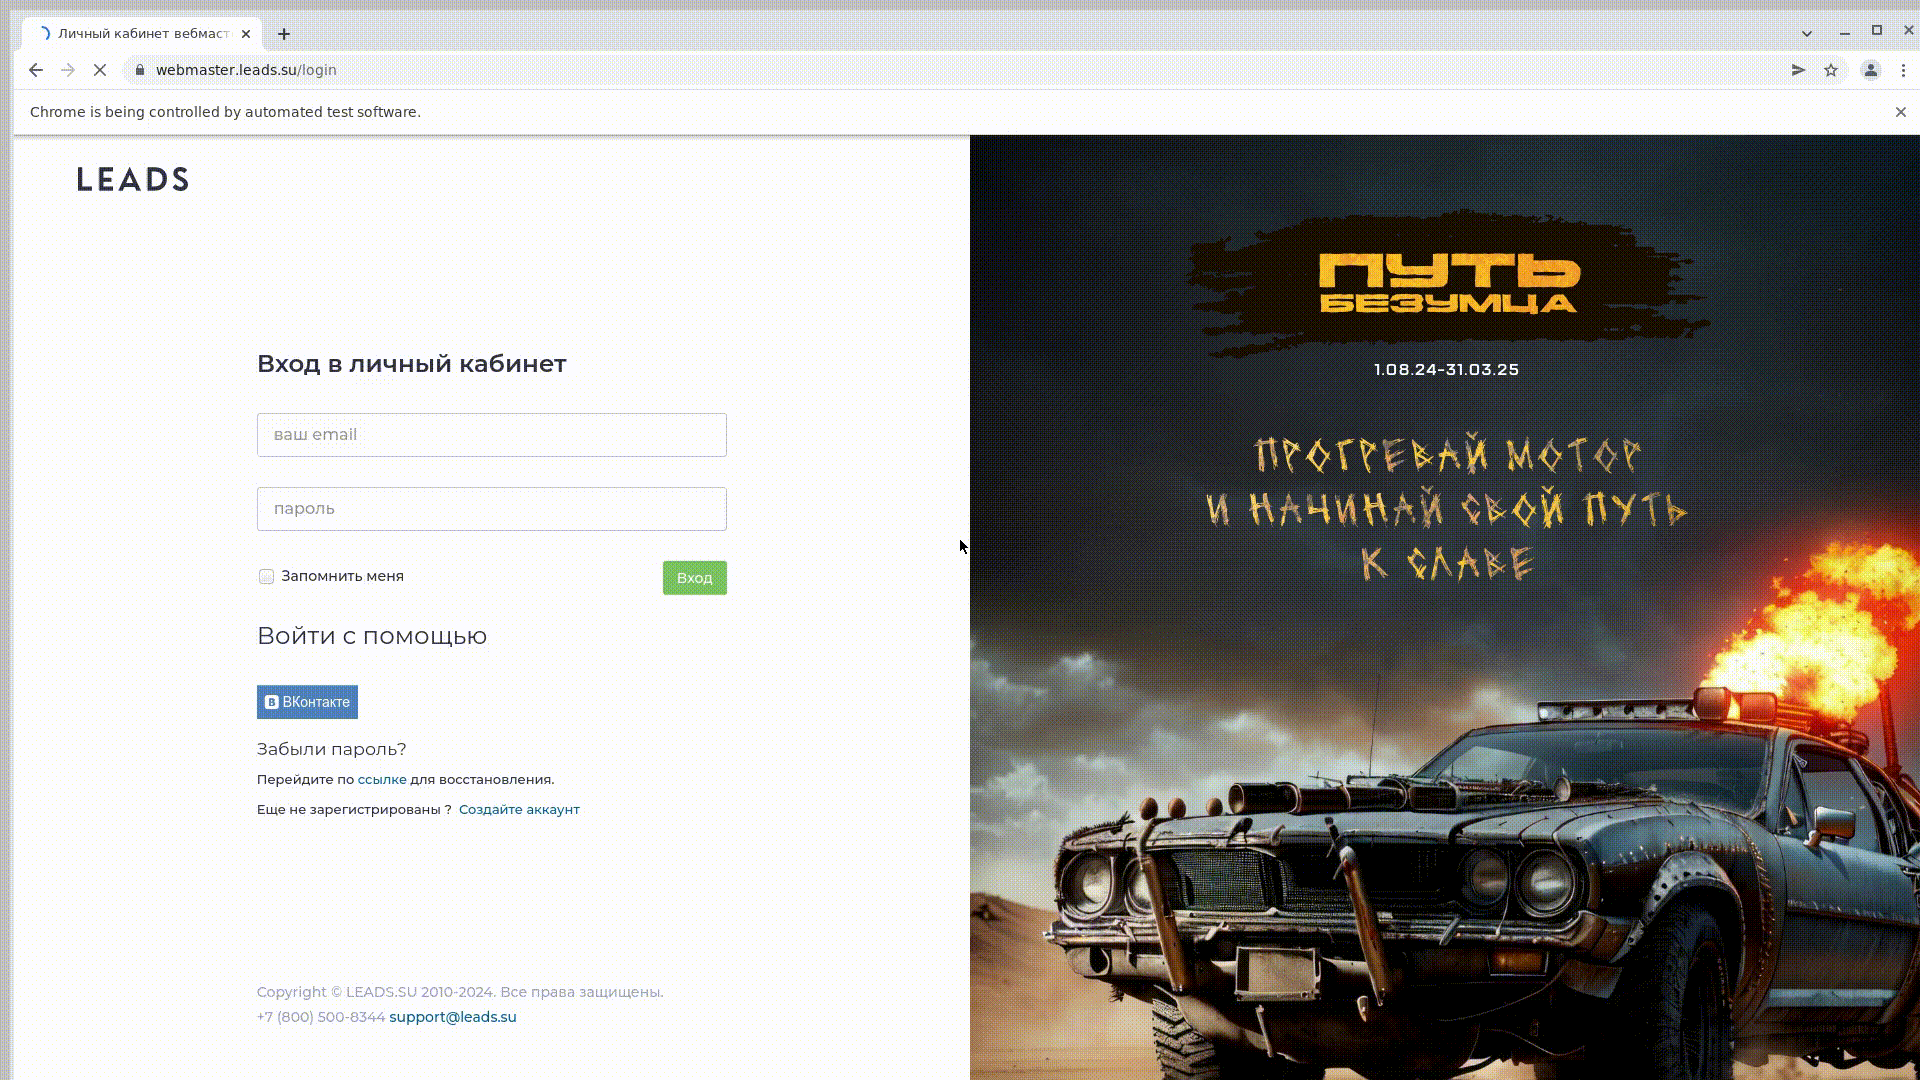 Личный кабинет вебмаст
webmaster.leads.su/login
Chrome is being controlled by automated test software.
LEADS
Вход в личный кабинет
ваш email
пароль
Запомнить меня
Вход
Войти с помощью
ВКонтакте
Забыли пароль?
Перейдите по ссылке для восстановления.
Еще не зарегистрированы ? Создайте аккаунт
Copyright © LEADS.SU 2010-2024. Все права защищены.
+7 (800) 500-8344 support@leads.su
ПУТЬ
БЕЗУМЦА
1.08.24-31.03.25
ПРОГРЕВАЙ МОТОР
И НАЧИНАЙ СВОЙ ПУТЬ
К СЛАВЕ